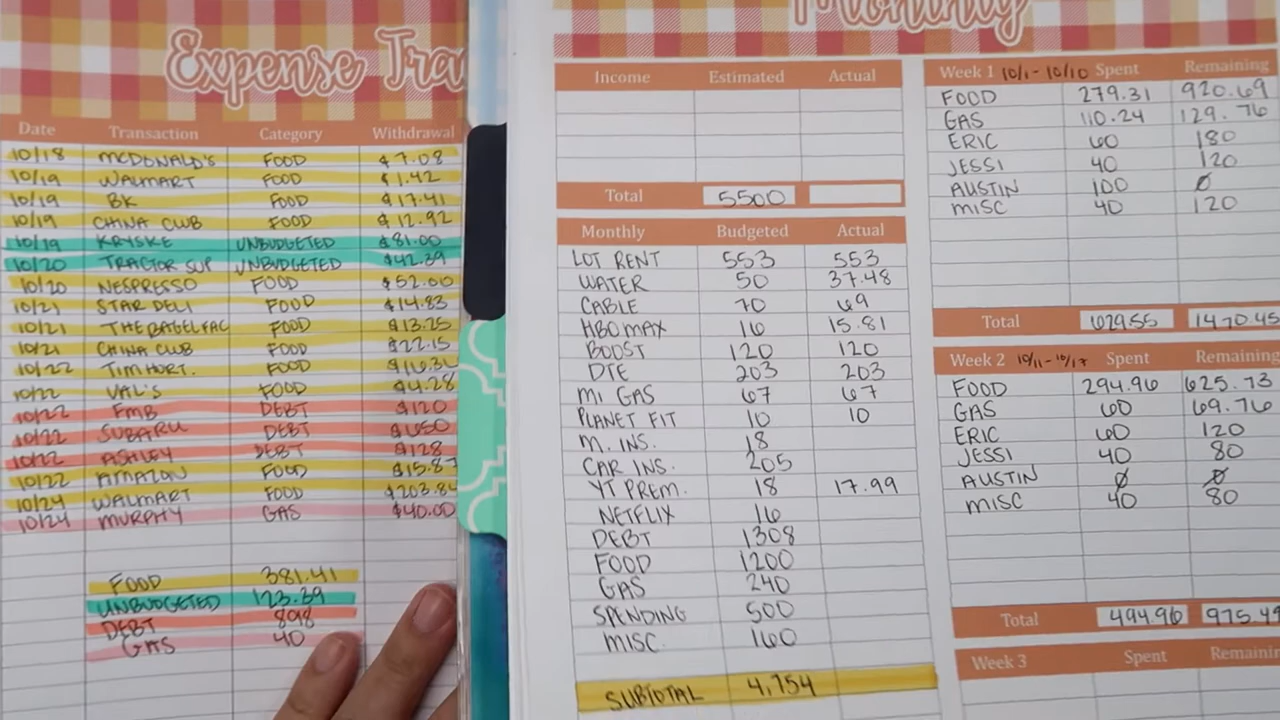 Expense Tra
Date Transaction Category Withdrawal
10/18 MCDONALD'S FOOD $7.08
10/19 WALMART FOOD $1.42
10/19 BK FOOD $17.41
10/19 CHINA CLUB FOOD $12.92
10/19 KRYSKE UNBUDGETED $81.00
10/20 TRACTOR SUP UNBUDGETED $42.39
10/20 NESPRESSO FOOD $52.00
10/21 STAR DELI FOOD $14.83
10/21 THE BAGEL FAC FOOD $13.25
10/21 CHINA CLUB FOOD $22.15
10/22 TIM HORT. FOOD $16.31
10/22 VAL'S FOOD $4.28
10/22 FMB DEBT $120
10/22 SUBARU DEBT $650
10/22 ASHLEY DEBT $128
10/22 AMAZON FOOD $15.87
10/24 WALMART FOOD $203.84
10/24 MURPHY GAS $40.00
FOOD 381.41
UNBUDGETED 123.39
DEBT 898
GAS 40
Monthly
Income Estimated Actual
Total 5500
Monthly Budgeted Actual
LOT RENT 553 553
WATER 50 37.48
CABLE 70 69
HBO MAX 16 15.81
BOOST 120 120
DTE 203 203
MI GAS 67 67
PLANET FIT 10 10
M. INS. 18
CAR INS. 205
YT PREM. 18 17.99
NETFLIX 16
DEBT 1308
FOOD 1200
GAS 240
SPENDING 500
MISC. 160
SUBTOTAL 4,754
Week 1 10/1-10/10 Spent Remaining
FOOD 279.31 920.69
GAS 110.24 129.76
ERIC 60 180
JESSI 40 120
AUSTIN 100 Ø
MISC 40 120
Total 629.55 1470.45
Week 2 10/11-10/17 Spent Remaining
FOOD 294.96 625.73
GAS 60 69.76
ERIC 60 120
JESSI 40 80
AUSTIN Ø Ø
MISC 40 80
Total 494.96 975.49
Week 3 Spent Remainin